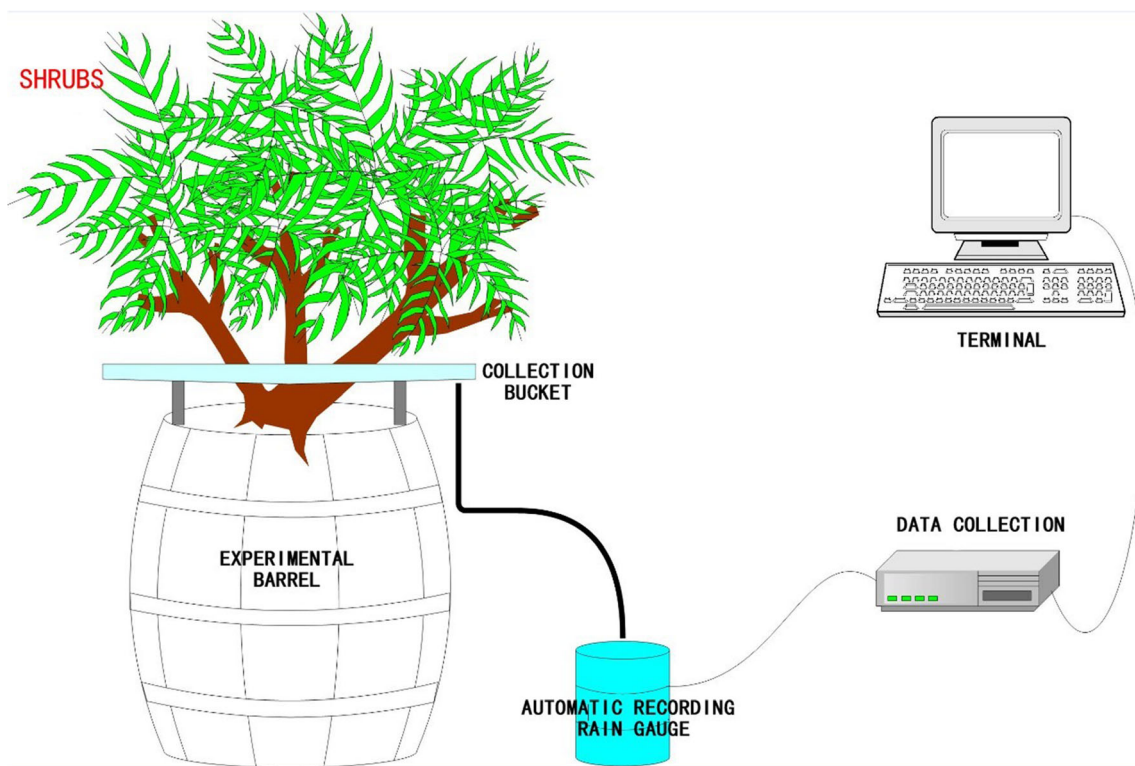 SHRUBS
TERMINAL
COLLECTION
BUCKET
DATA COLLECTION
EXPERIMENTAL
BARREL
AUTOMATIC RECORDING
RAIN GAUGE